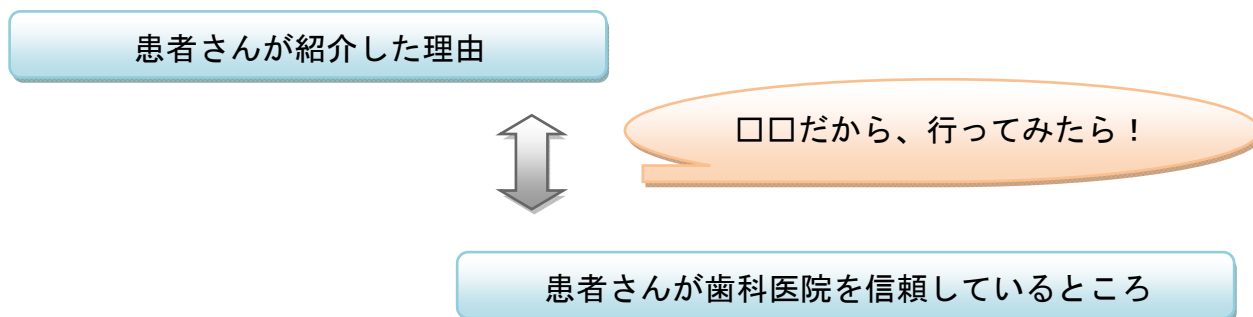 患者さんが紹介した理由
□□だから、行ってみたら！
患者さんが歯科医院を信頼しているところ